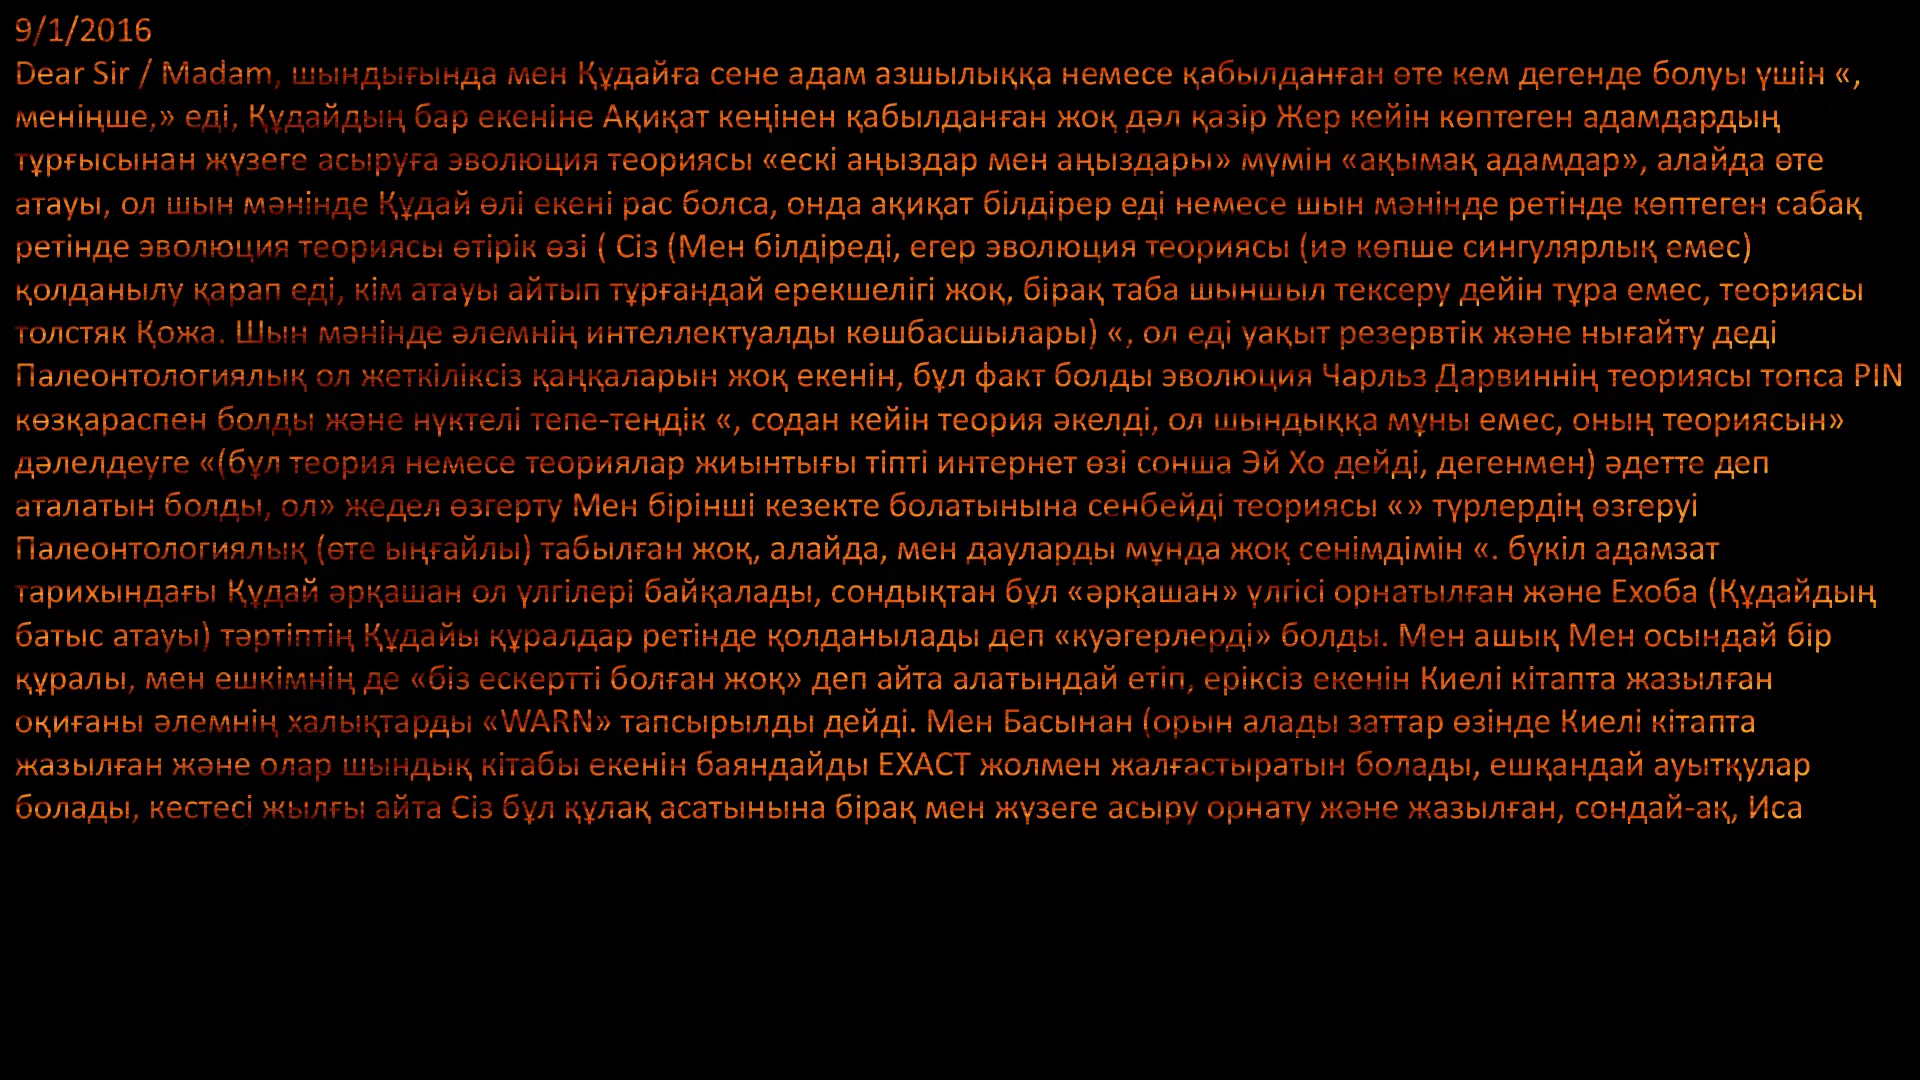 9/1/2016
Dear Sir / Madam, шындығында мен Құдайға сене адам азшылыққа немесе қабылданған өте кем дегенде болуы үшін «,
меніңше,» еді, Құдайдың бар екеніне Ақиқат кеңінен қабылданған жоқ дәл қазір Жер кейін көптеген адамдардың
тұрғысынан жүзеге асыруға эволюция теориясы «ескі аңыздар мен аңыздары» мүмін «ақымақ адамдар», алайда өте
атауы, ол шын мәнінде Құдай өлі екені рас болса, онда ақиқат білдірер еді немесе шын мәнінде ретінде көптеген сабақ
ретінде эволюция теориясы өтірік өзі ( Сіз (Мен білдіреді, егер эволюция теориясы (иә көпше сингулярлық емес)
қолданылу қарап еді, кім атауы айтып тұрғандай ерекшелігі жоқ, бірақ таба шыншыл тексеру дейін тұра емес, теориясы
толстяк Қожа. Шын мәнінде әлемнің интеллектуалды көшбасшылары) «, ол еді уақыт резервтік және нығайту деді
Палеонтологиялық ол жеткіліксіз қаңқаларын жоқ екенін, бұл факт болды эволюция Чарльз Дарвиннің теориясы топса PIN
көзқараспен болды және нүктелі тепе-теңдік «, содан кейін теория әкелді, ол шындыққа мұны емес, оның теориясын»
дәлелдеуге «(бұл теория немесе теориялар жиынтығы тіпті интернет өзі сонша Эй Хо дейді, дегенмен) әдетте деп
аталатын болды, ол» жедел өзгерту Мен бірінші кезекте болатынына сенбейді теориясы «» түрлердің өзгеруі
Палеонтологиялық (өте ыңғайлы) табылған жоқ, алайда, мен дауларды мұнда жоқ сенімдімін «. бүкіл адамзат
тарихындағы Құдай әрқашан ол үлгілері байқалады, сондықтан бұл «әрқашан» үлгісі орнатылған және Ехоба (Құдайдың
батыс атауы) тәртіптің Құдайы құралдар ретінде қолданылады деп «куәгерлерді» болды. Мен ашық Мен осындай бір
құралы, мен ешкімнің де «біз ескертті болған жоқ» деп айта алатындай етіп, еріксіз екенін Киелі кітапта жазылған
оқиғаны әлемнің халықтарды «WARN» тапсырылды дейді. Мен Басынан (орын алады заттар өзінде Киелі кітапта
жазылған және олар шындық кітабы екенін баяндайды EXACT жолмен жалғастыратын болады, ешқандай ауытқулар
болады, кестесі жылғы айта Сіз бұл құлақ асатынына бірақ мен жүзеге асыру орнату және жазылған, сондай-ақ, Иса